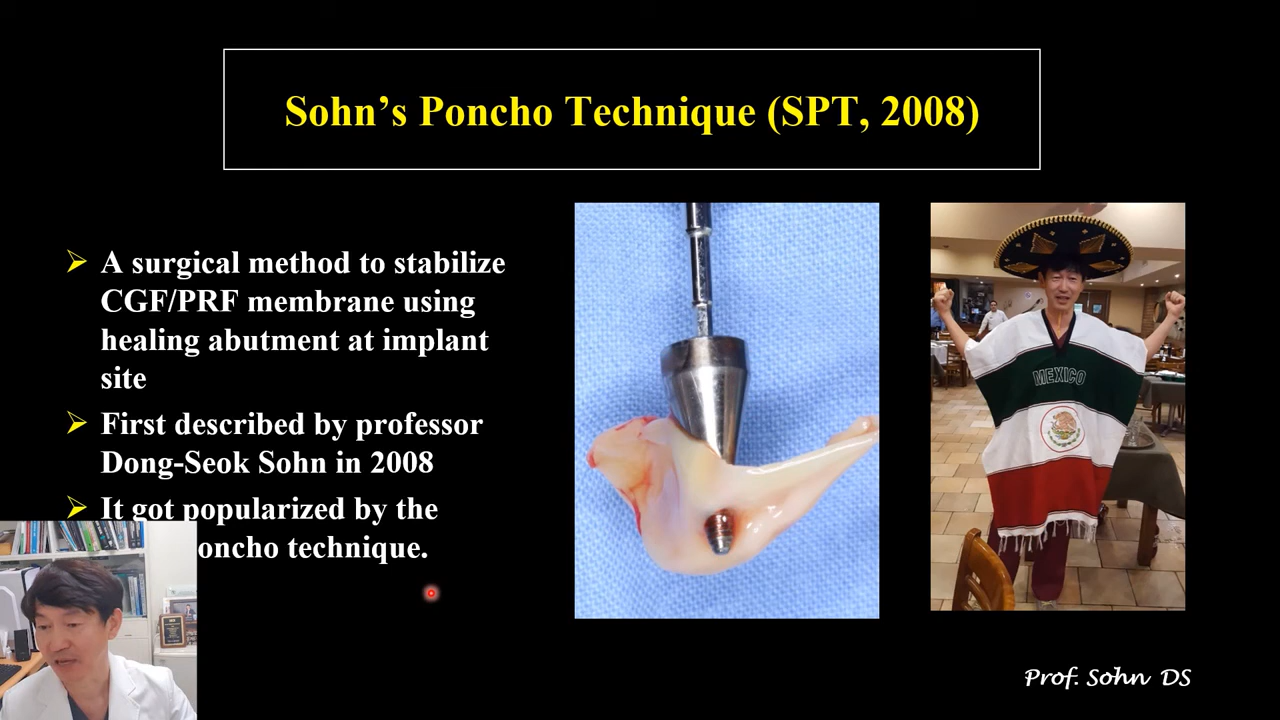 Sohn’s Poncho Technique (SPT, 2008)
A surgical method to stabilize
CGF/PRF membrane using
healing abutment at implant
site
First described by professor
Dong-Seok Sohn in 2008
It got popularized by the
oncho technique.
MEXICO
Prof. Sohn DS